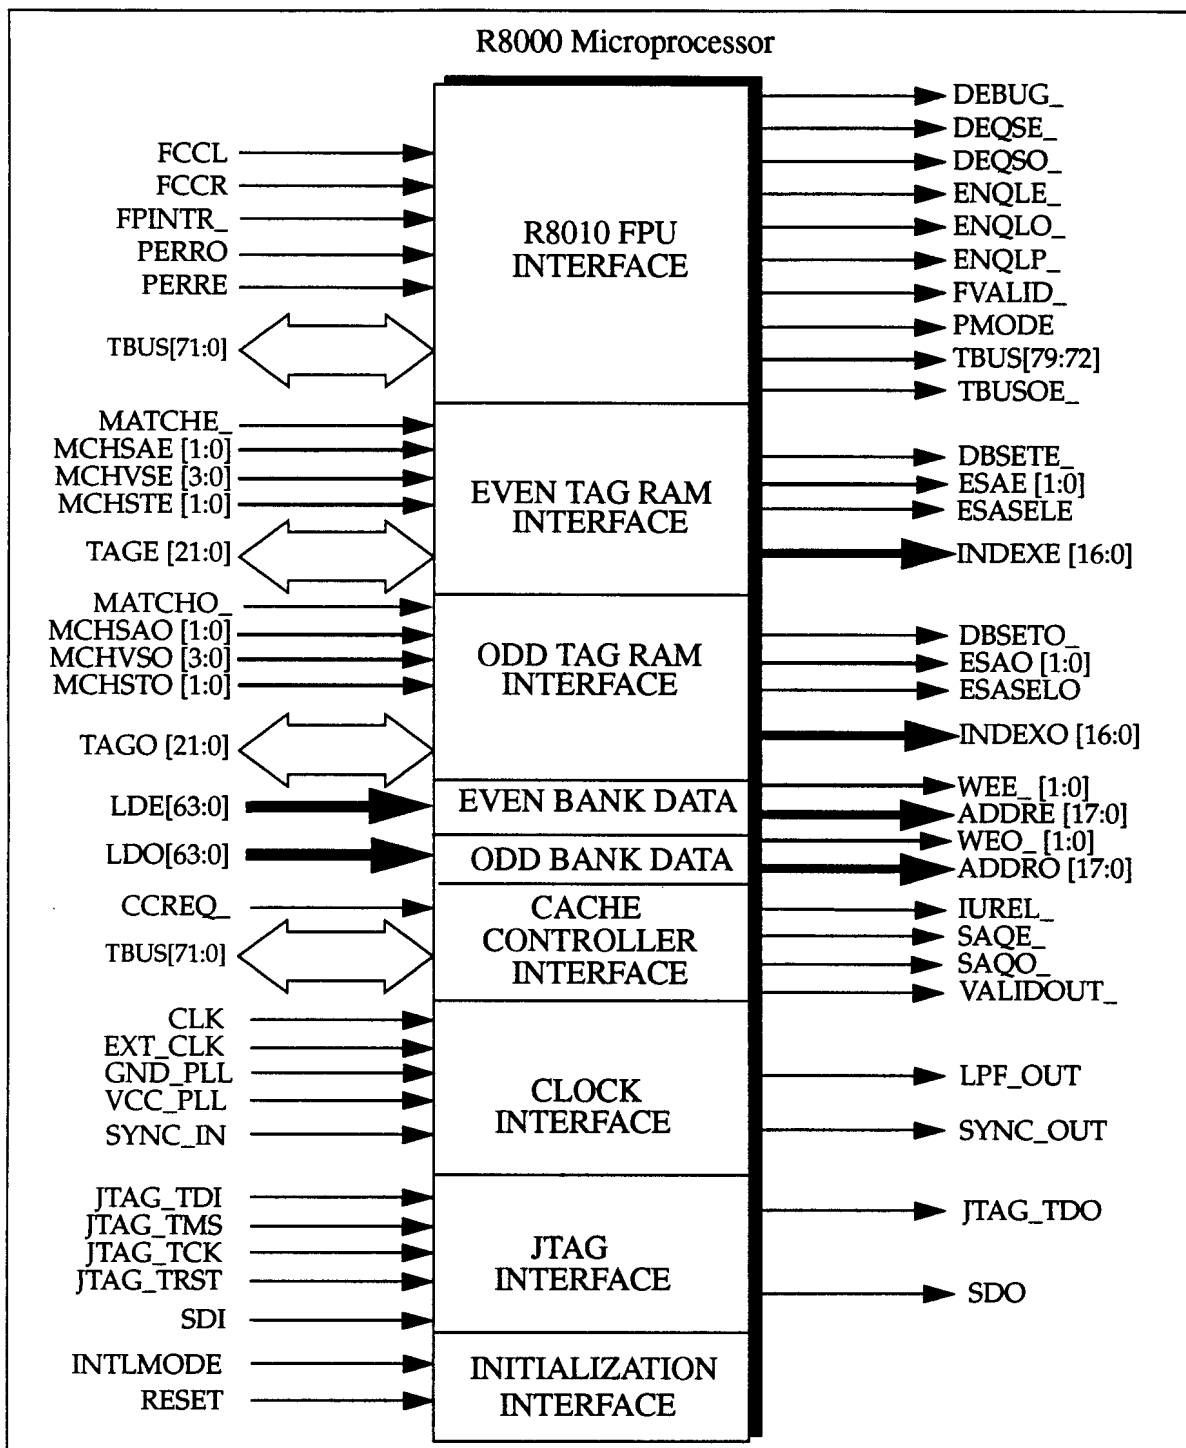 R8000 Microprocessor
FCCL
FCCR
FPINTR_
PERRO
PERRE
TBUS[71:0]
R8010 FPU
INTERFACE
DEBUG_
DEQSE_
DEQSO_
ENQLE_
ENQLO_
ENQLP_
FVALID_
PMODE
TBUS[79:72]
TBUSOE_
MATCHE_
MCHSAE [1:0]
MCHVSE [3:0]
MCHSTE [1:0]
TAGE [21:0]
EVEN TAG RAM
INTERFACE
DBSETE_
ESAE [1:0]
ESASELE
INDEXE [16:0]
MATCHO_
MCHSAO [1:0]
MCHVSO [3:0]
MCHSTO [1:0]
TAGO [21:0]
ODD TAG RAM
INTERFACE
DBSETO_
ESAO [1:0]
ESASELO
INDEXO [16:0]
LDE[63:0]
EVEN BANK DATA
WEE_ [1:0]
ADDRE [17:0]
LDO[63:0]
ODD BANK DATA
WEO_ [1:0]
ADDRO [17:0]
CCREQ_
TBUS[71:0]
CACHE
CONTROLLER
INTERFACE
IUREL_
SAQE_
SAQO_
VALIDOUT_
CLK
EXT_CLK
GND_PLL
VCC_PLL
SYNC_IN
CLOCK
INTERFACE
LPF_OUT
SYNC_OUT
JTAG_TDI
JTAG_TMS
JTAG_TCK
JTAG_TRST
SDI
JTAG
INTERFACE
JTAG_TDO
SDO
INTLMODE
RESET
INITIALIZATION
INTERFACE